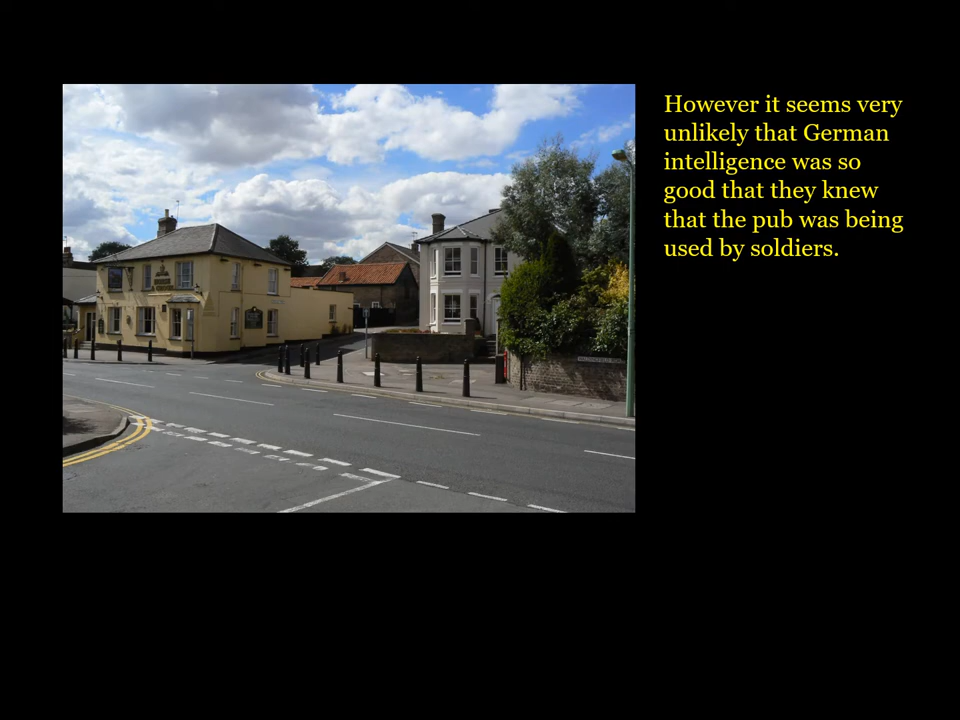 However it seems very
unlikely that German
intelligence was so
good that they knew
that the pub was being
used by soldiers.